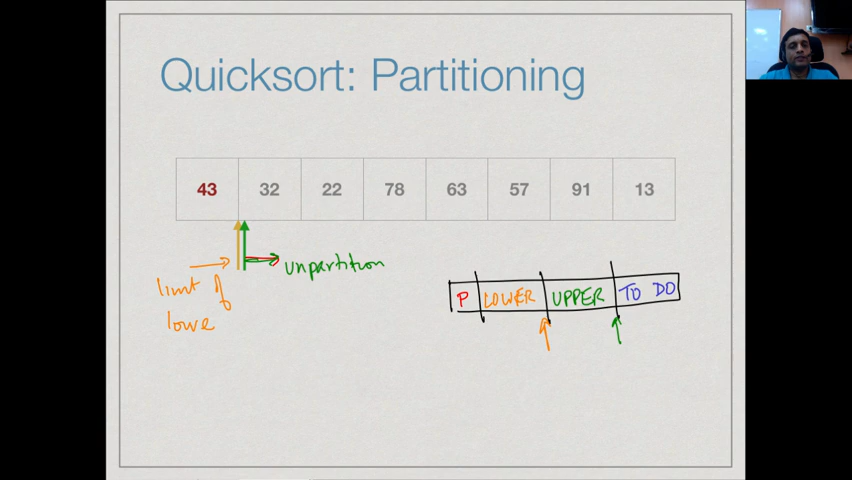 Quicksort: Partitioning
43 32 22 78 63 57 91 13
unpartition
limit of
lowe
P LOWER UPPER TO DO